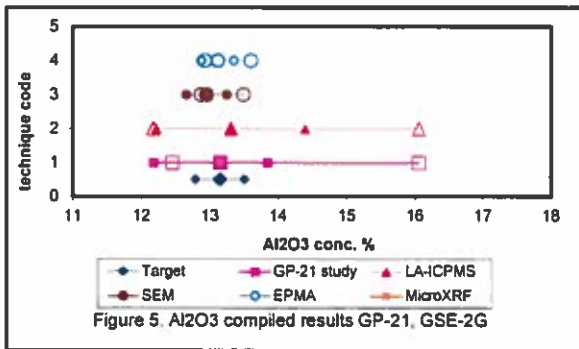 technique code
5
4
3
2
1
0
11 12 13 14 15 16 17 18
Al2O3 conc. %
Target GP-21 study LA-ICPMS
SEM EPMA MicroXRF
Figure 5. Al2O3 compiled results GP-21, GSE-2G